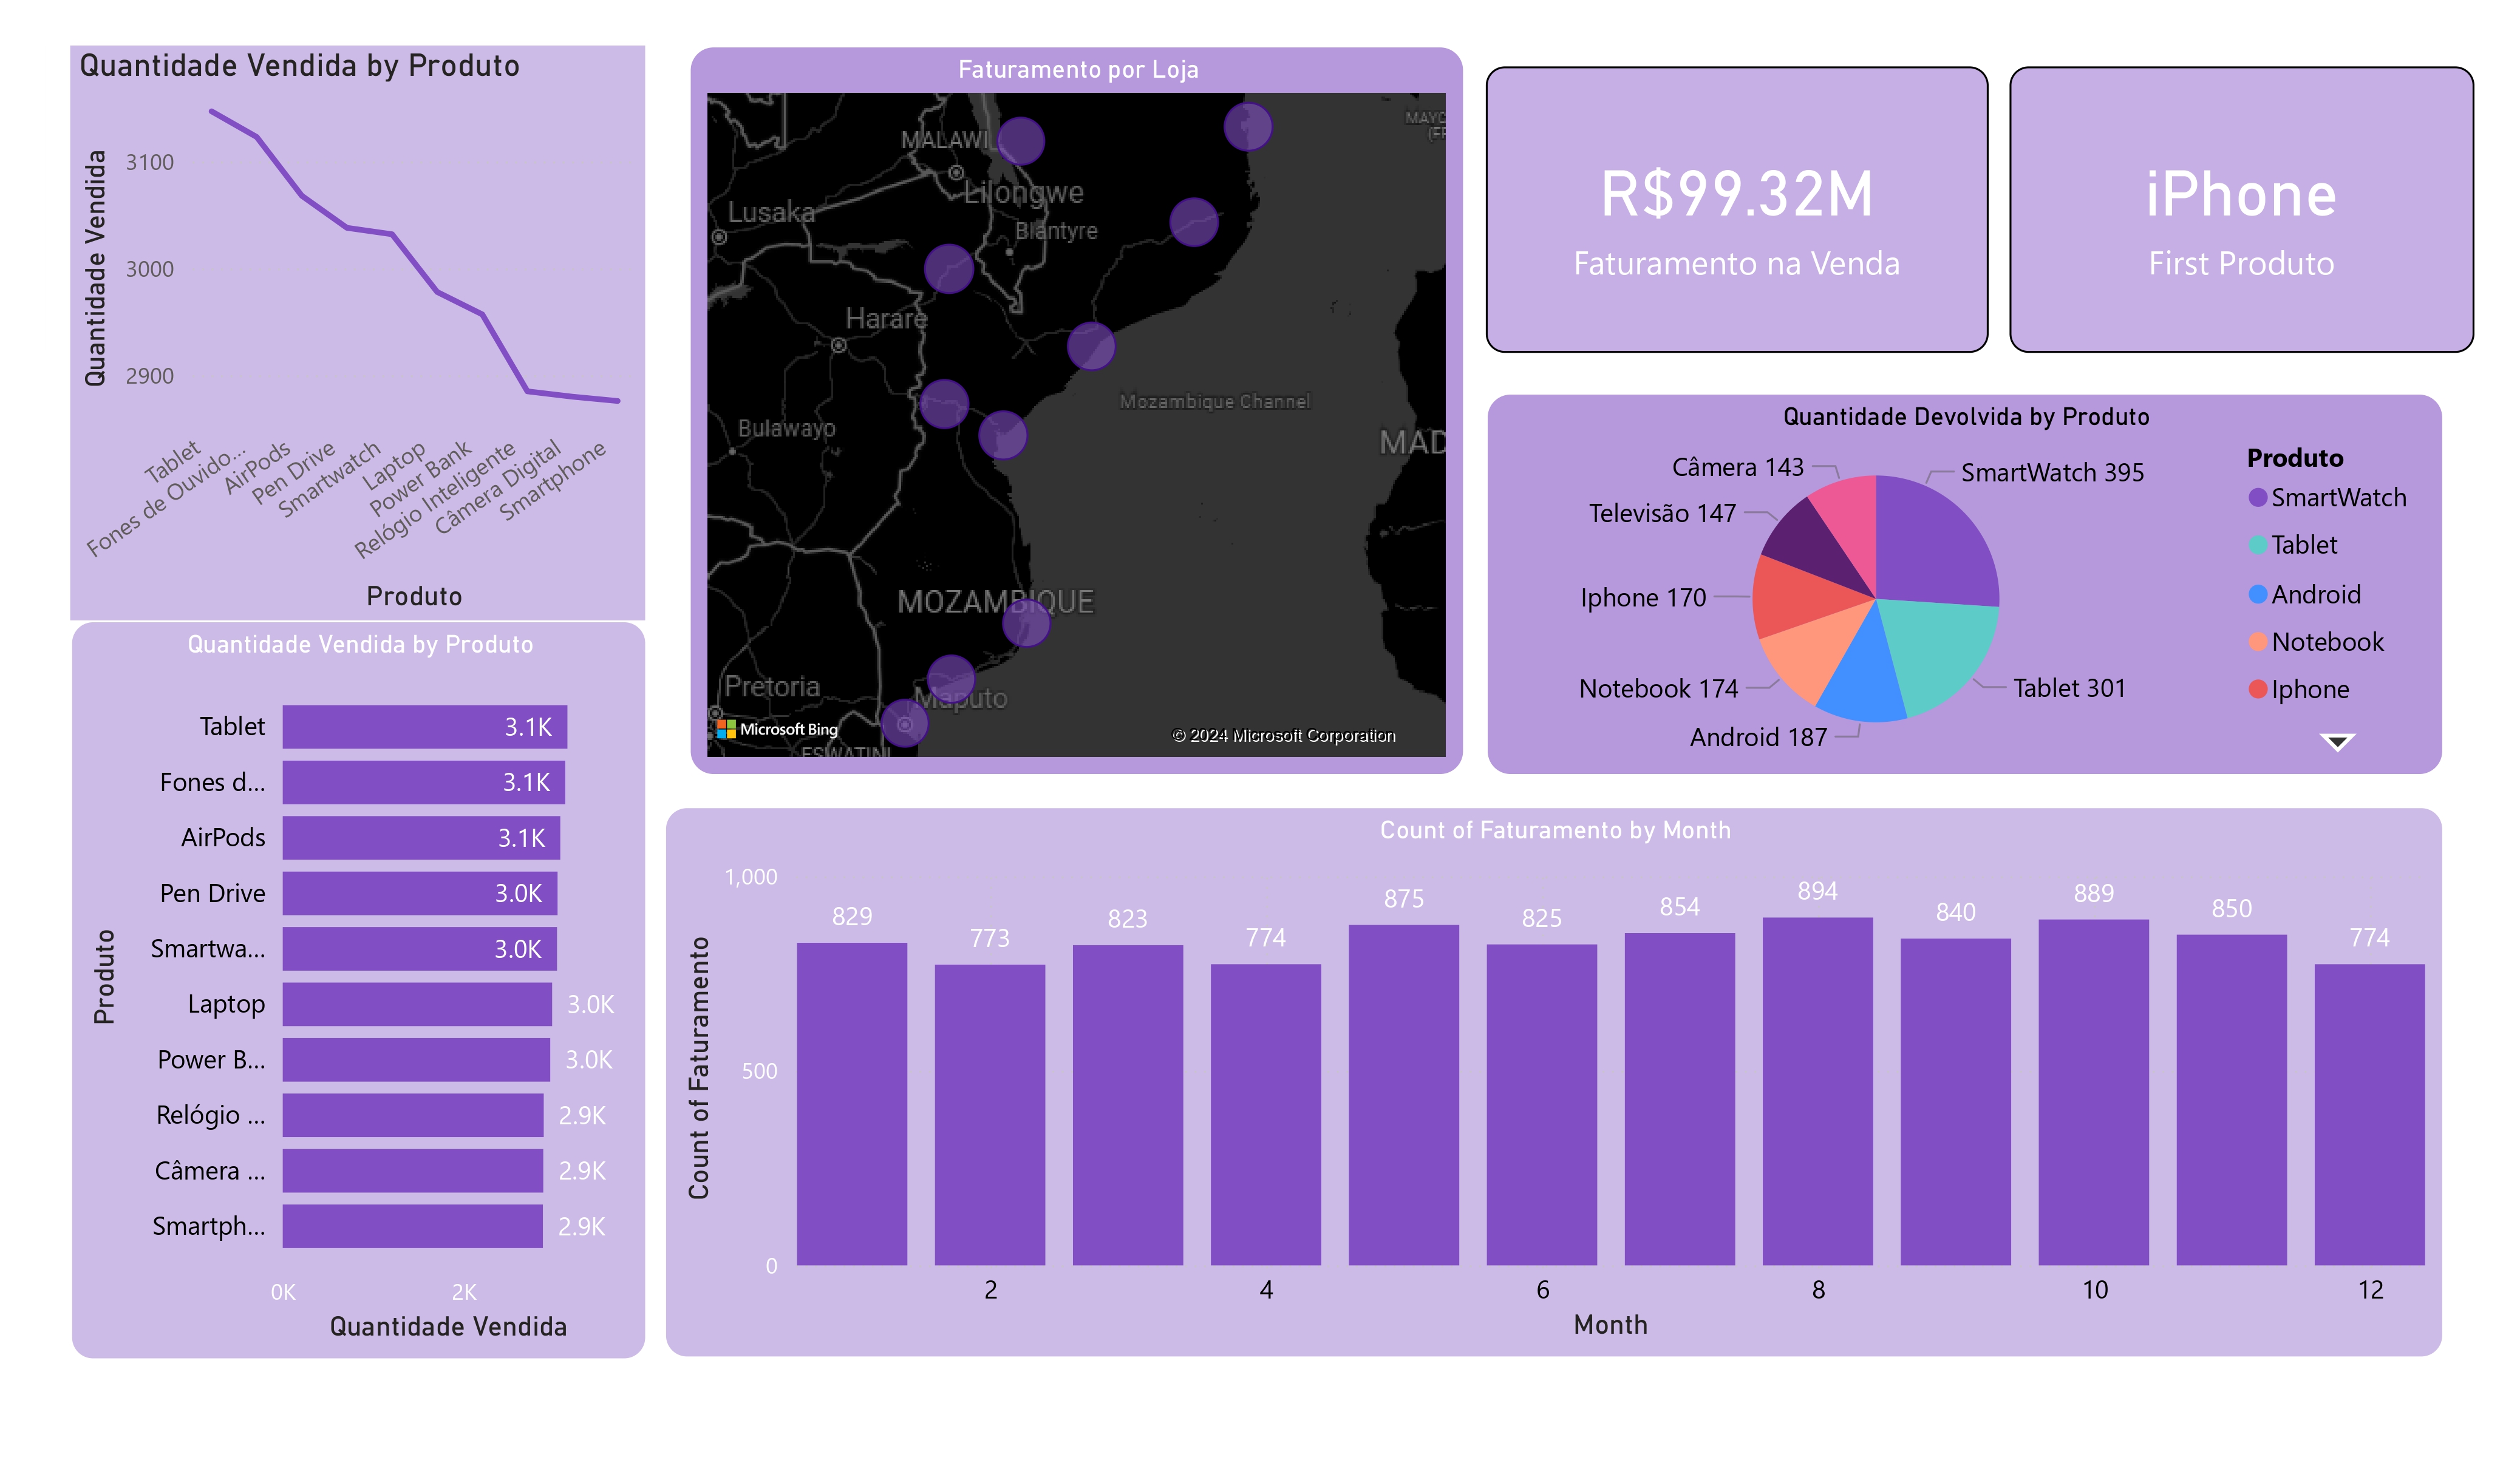 Quantidade Vendida by Produto
Quantidade Vendida
3100
3000
2900
Tablet
Fones de Ouvido...
AirPods
Pen Drive
Smartwatch
Laptop
Power Bank
Relógio Inteligente
Câmera Digital
Smartphone
Produto
Quantidade Vendida by Produto
Produto
Tablet 3.1K
Fones d... 3.1K
AirPods 3.1K
Pen Drive 3.0K
Smartwa... 3.0K
Laptop 3.0K
Power B... 3.0K
Relógio ... 2.9K
Câmera ... 2.9K
Smartph... 2.9K
0K 2K
Quantidade Vendida
Faturamento por Loja
MALAWI
Lilongwe
Lusaka
Blantyre
Harare
Mozambique Channel
Bulawayo
MAD
MOZAMBIQUE
Pretoria
Maputo
Microsoft Bing
© 2024 Microsoft Corporation
ESWATINI
R$99.32M
Faturamento na Venda
iPhone
First Produto
Quantidade Devolvida by Produto
Câmera 143
SmartWatch 395
Televisão 147
Iphone 170
Notebook 174
Tablet 301
Android 187
Produto
SmartWatch
Tablet
Android
Notebook
Iphone
Count of Faturamento by Month
Count of Faturamento
1,000
500
0
829 773 823 774 875 825 854 894 840 889 850 774
2 4 6 8 10 12
Month